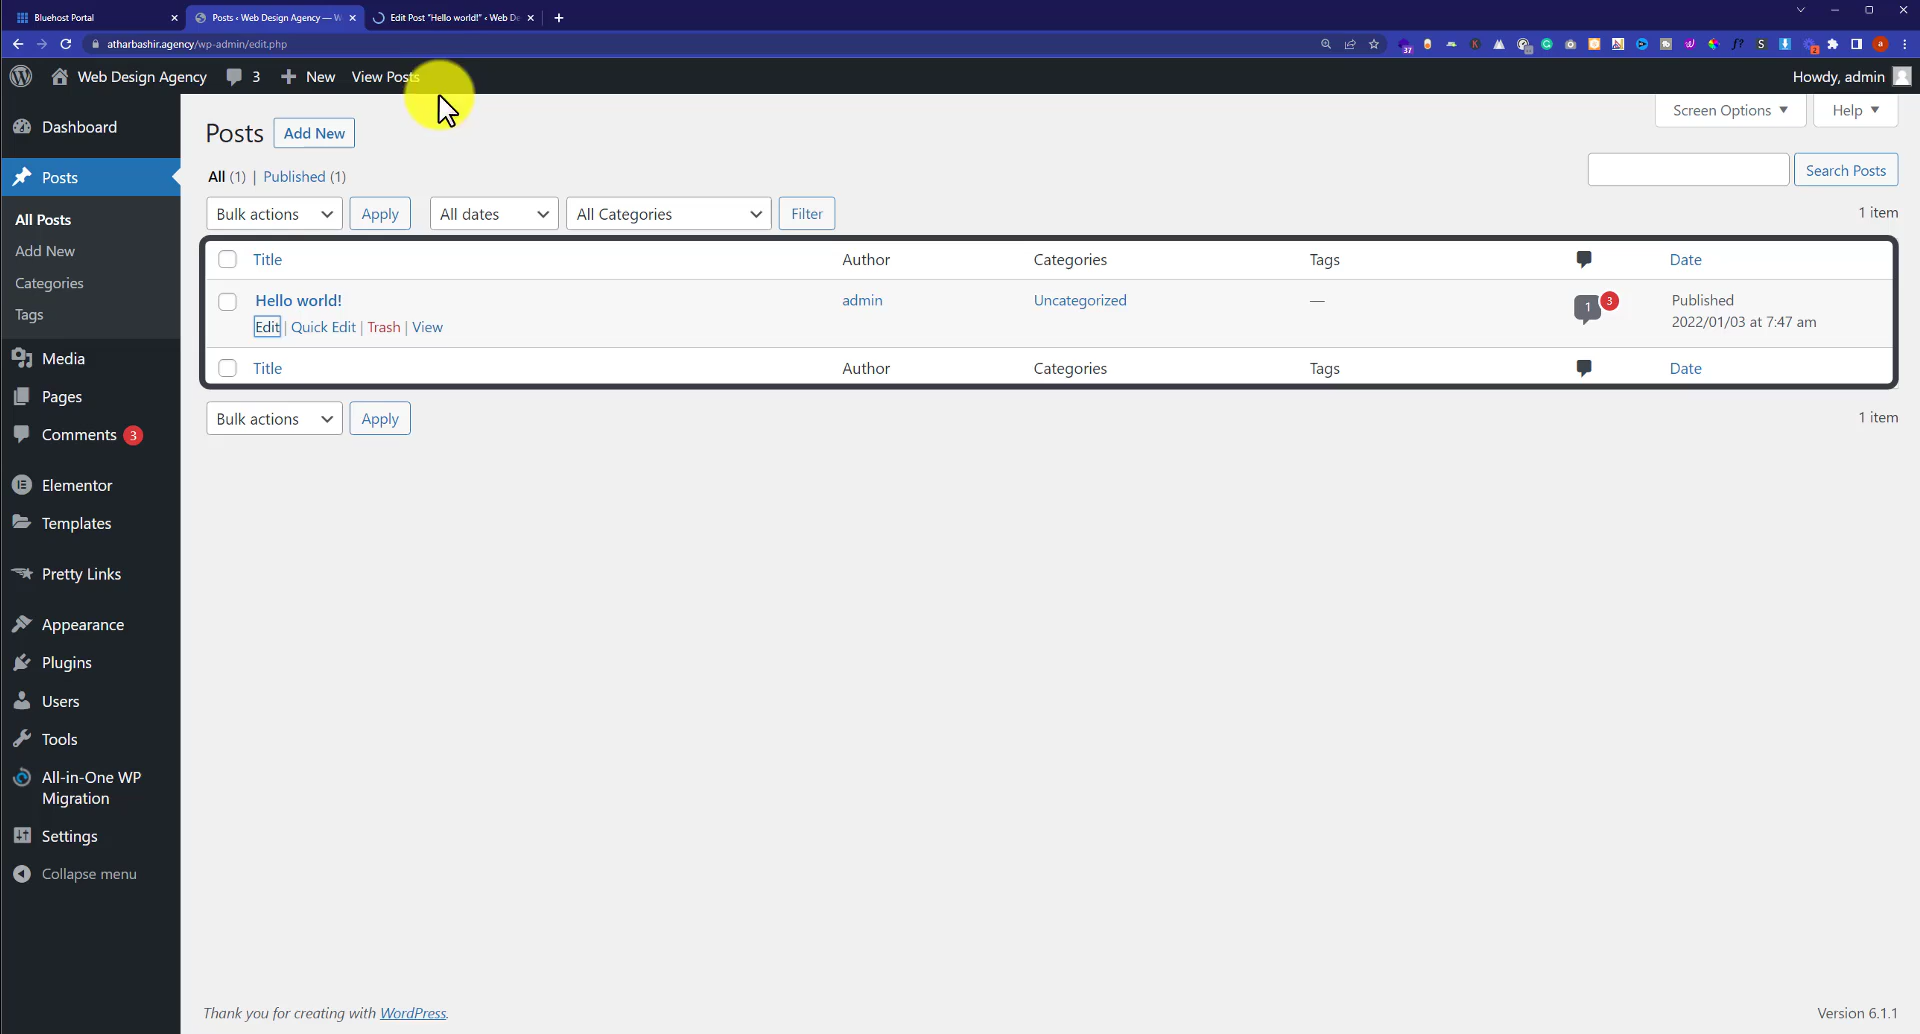 Bluehost Portal
Posts ‹ Web Design Agency — W
Edit Post "Hello world!" ‹ Web De
atharbashir.agency/wp-admin/edit.php
Web Design Agency
3
New
View Posts
Howdy, admin
Dashboard
Posts
All Posts
Add New
Categories
Tags
Media
Pages
Comments 3
Elementor
Templates
Pretty Links
Appearance
Plugins
Users
Tools
All-in-One WP
Migration
Settings
Collapse menu
Screen Options
Help
Posts
Add New
All (1) | Published (1)
Search Posts
Bulk actions
Apply
All dates
All Categories
Filter
1 item
Title
Author
Categories
Tags
Date
Hello world!
admin
Uncategorized
—
1
3
Published
2022/01/03 at 7:47 am
Edit | Quick Edit | Trash | View
Title
Author
Categories
Tags
Date
Bulk actions
Apply
1 item
Thank you for creating with WordPress.
Version 6.1.1